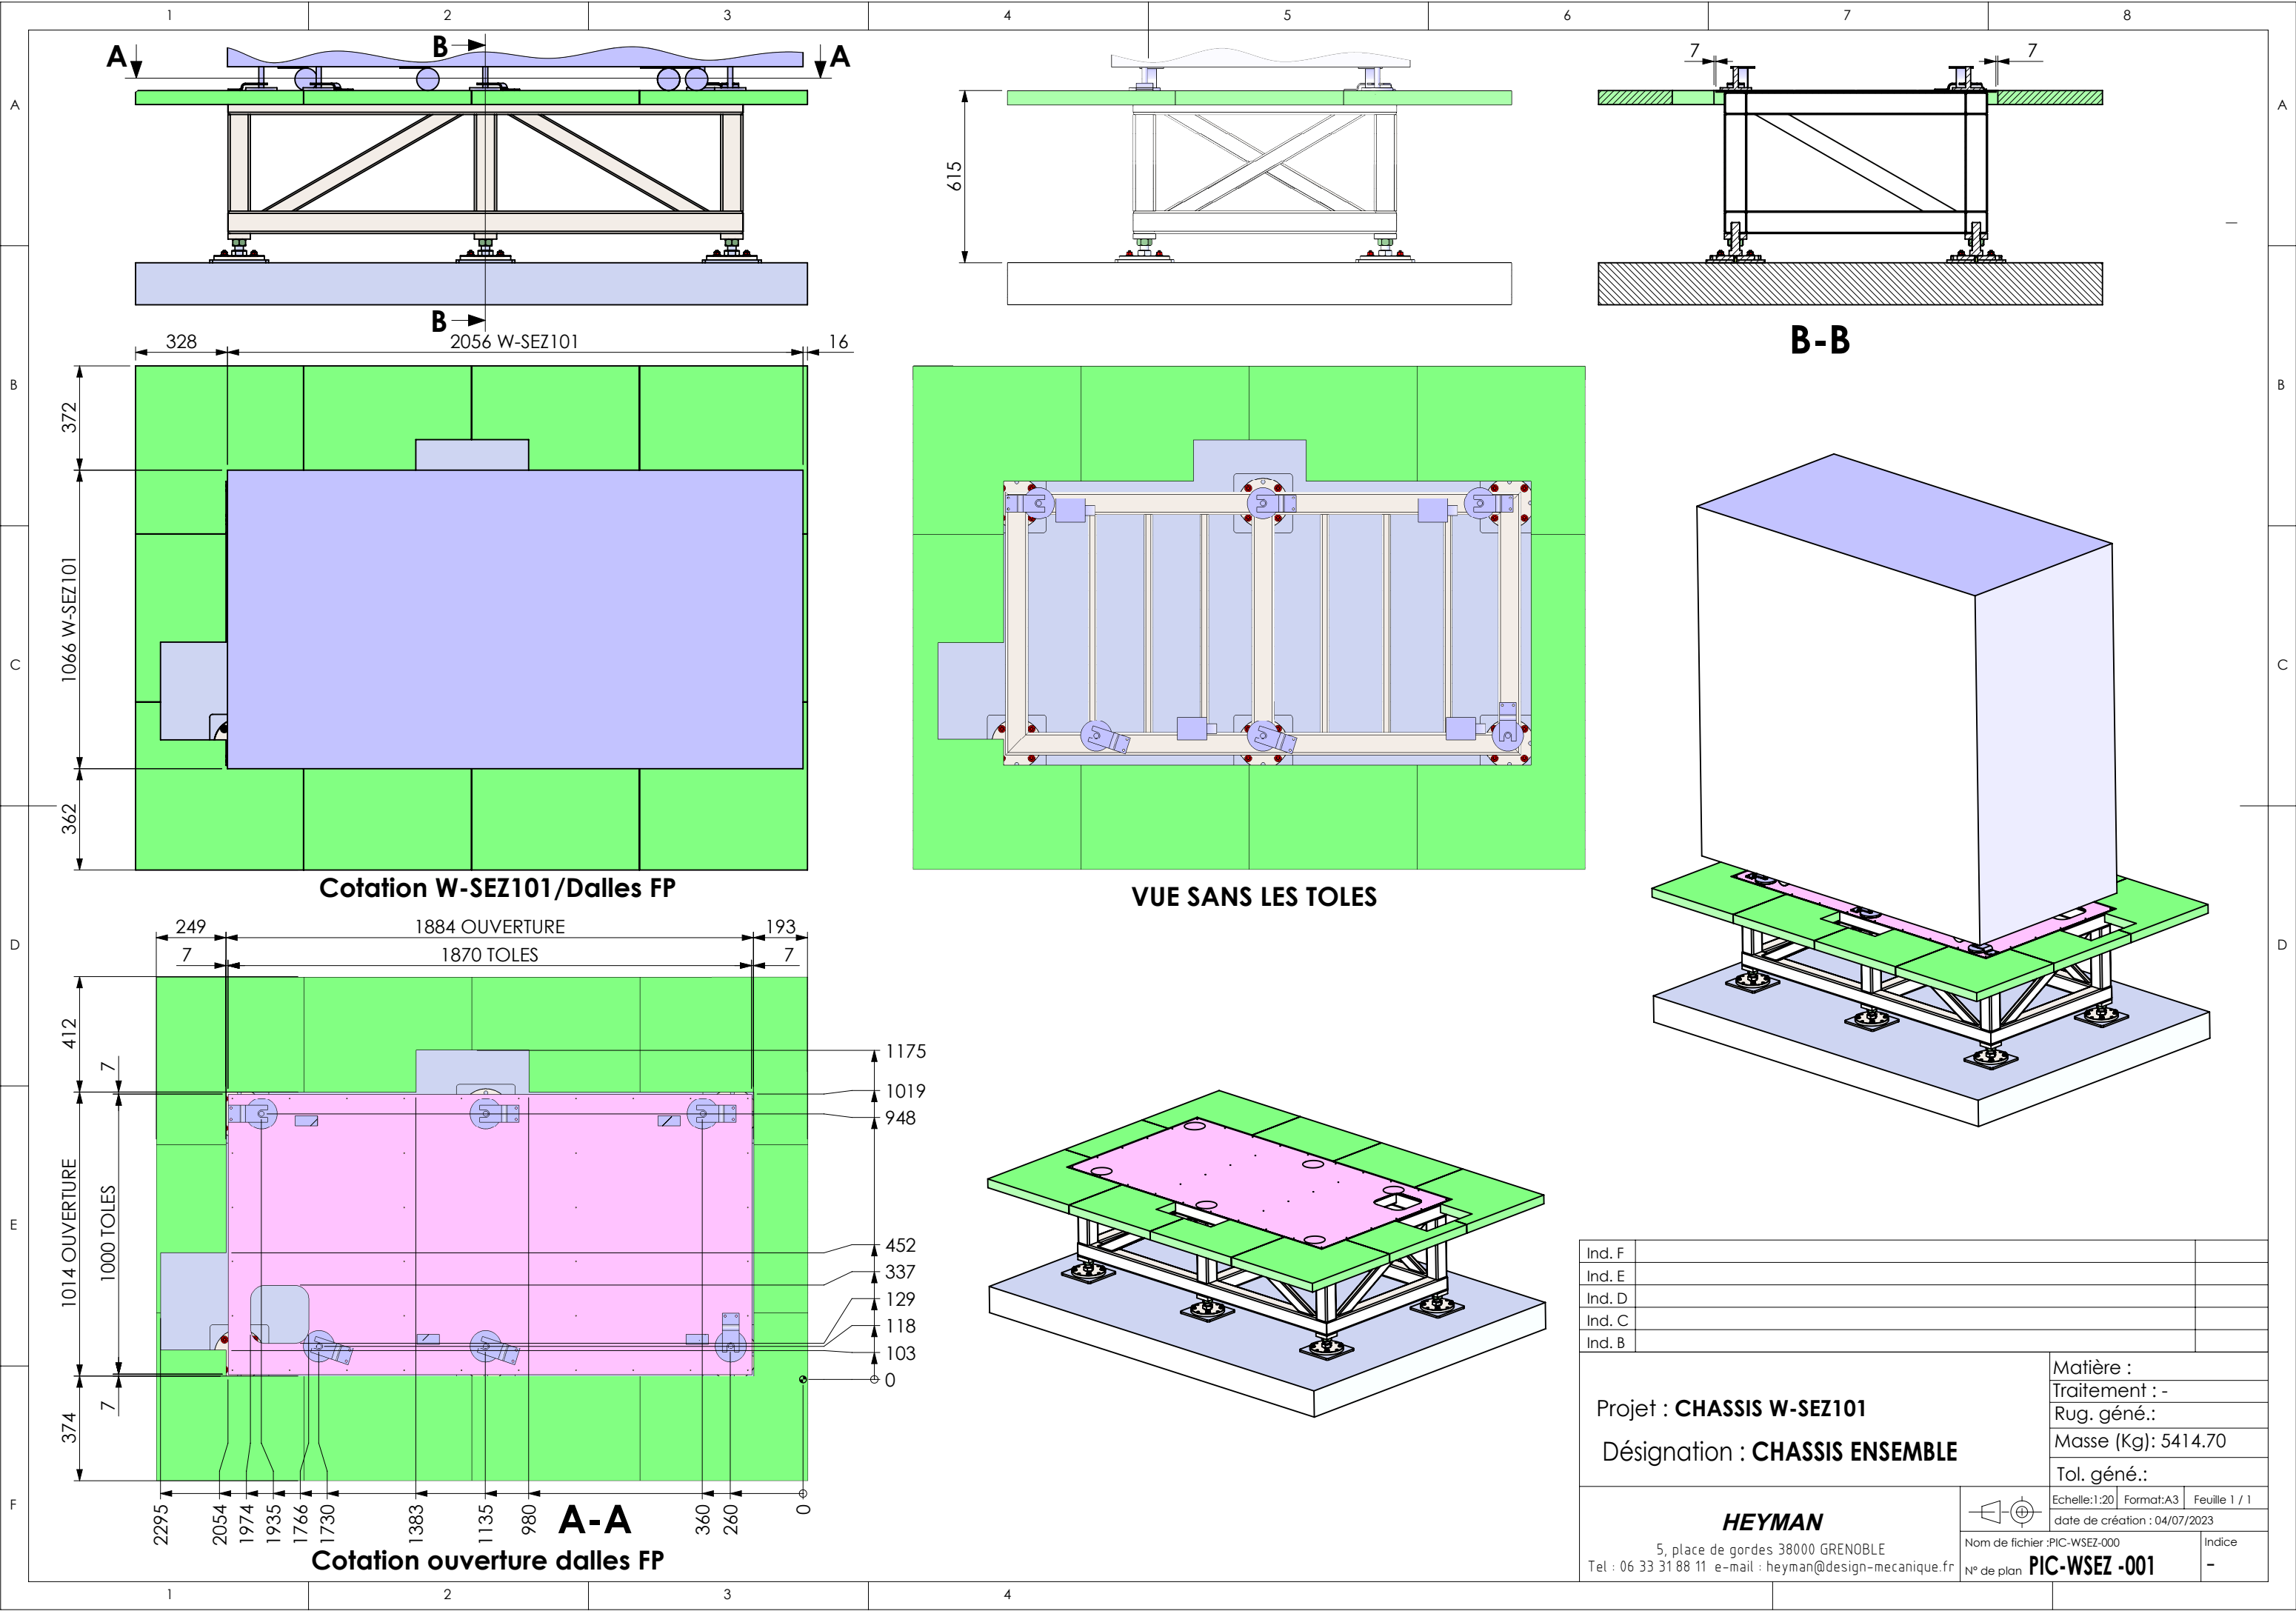 1 2 3 4 5 6 7 8
A A
B B
C C
D D
E
F
A B A
B
615
7 7
B-B
328 2056 W-SEZ101 16
372
1066 W-SEZ101
362
Cotation W-SEZ101/Dalles FP
VUE SANS LES TOLES
249 1884 OUVERTURE 193
7 1870 TOLES 7
412
7
1014 OUVERTURE
1000 TOLES
7
374
1175
1019
948
452
337
129
118
103
0
2295 2054 1974 1935 1766 1730 1383 1135 980 360 260 0
A-A
Cotation ouverture dalles FP
Ind. F
Ind. E
Ind. D
Ind. C
Ind. B
Projet : CHASSIS W-SEZ101
Désignation : CHASSIS ENSEMBLE
Matière :
Traitement : -
Rug. géné.:
Masse (Kg): 5414.70
Tol. géné.:
Echelle:1:20 Format:A3 Feuille 1 / 1
date de création : 04/07/2023
HEYMAN
5, place de gordes 38000 GRENOBLE
Tel : 06 33 31 88 11 e-mail : heyman@design-mecanique.fr
Nom de fichier :PIC-WSEZ-000
N° de plan PIC-WSEZ -001
Indice
-
1 2 3 4